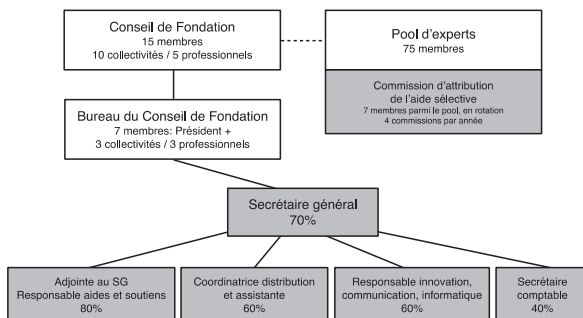 Conseil de Fondation
15 membres
10 collectivités / 5 professionnels
Pool d'experts
75 membres
Commission d'attribution
de l'aide sélective
7 membres parmi le pool, en rotation
4 commissions par année
Bureau du Conseil de Fondation
7 membres: Président +
3 collectivités / 3 professionnels
Secrétaire général
70%
Adjointe au SG
Responsable aides et soutiens
80%
Coordinatrice distribution
et assistante
60%
Responsable innovation,
communication, informatique
60%
Secrétaire
comptable
40%